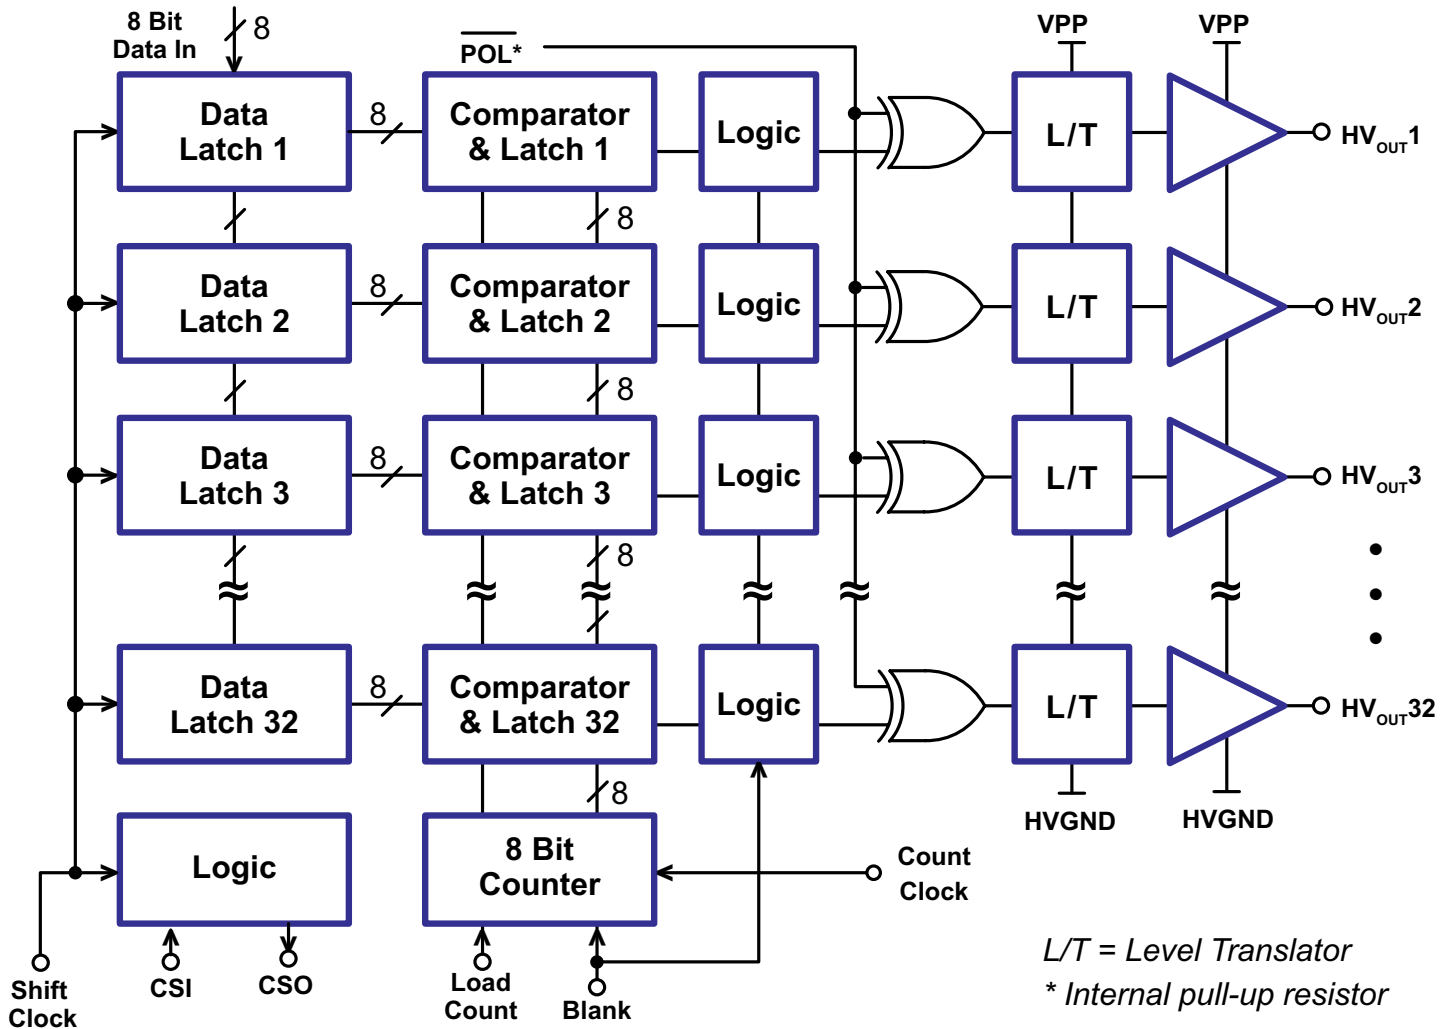 8 Bit
Data In
8
POL*
VPP
VPP
Data
Latch 1
8
Comparator
& Latch 1
Logic
L/T
HVOUT1
8
Data
Latch 2
8
Comparator
& Latch 2
Logic
L/T
HVOUT2
8
Data
Latch 3
8
Comparator
& Latch 3
Logic
L/T
HVOUT3
8
Data
Latch 32
8
Comparator
& Latch 32
Logic
L/T
HVOUT32
8
HVGND
HVGND
Logic
8 Bit
Counter
Count
Clock
Shift
Clock
CSI
CSO
Load
Count
Blank
L/T = Level Translator
* Internal pull-up resistor